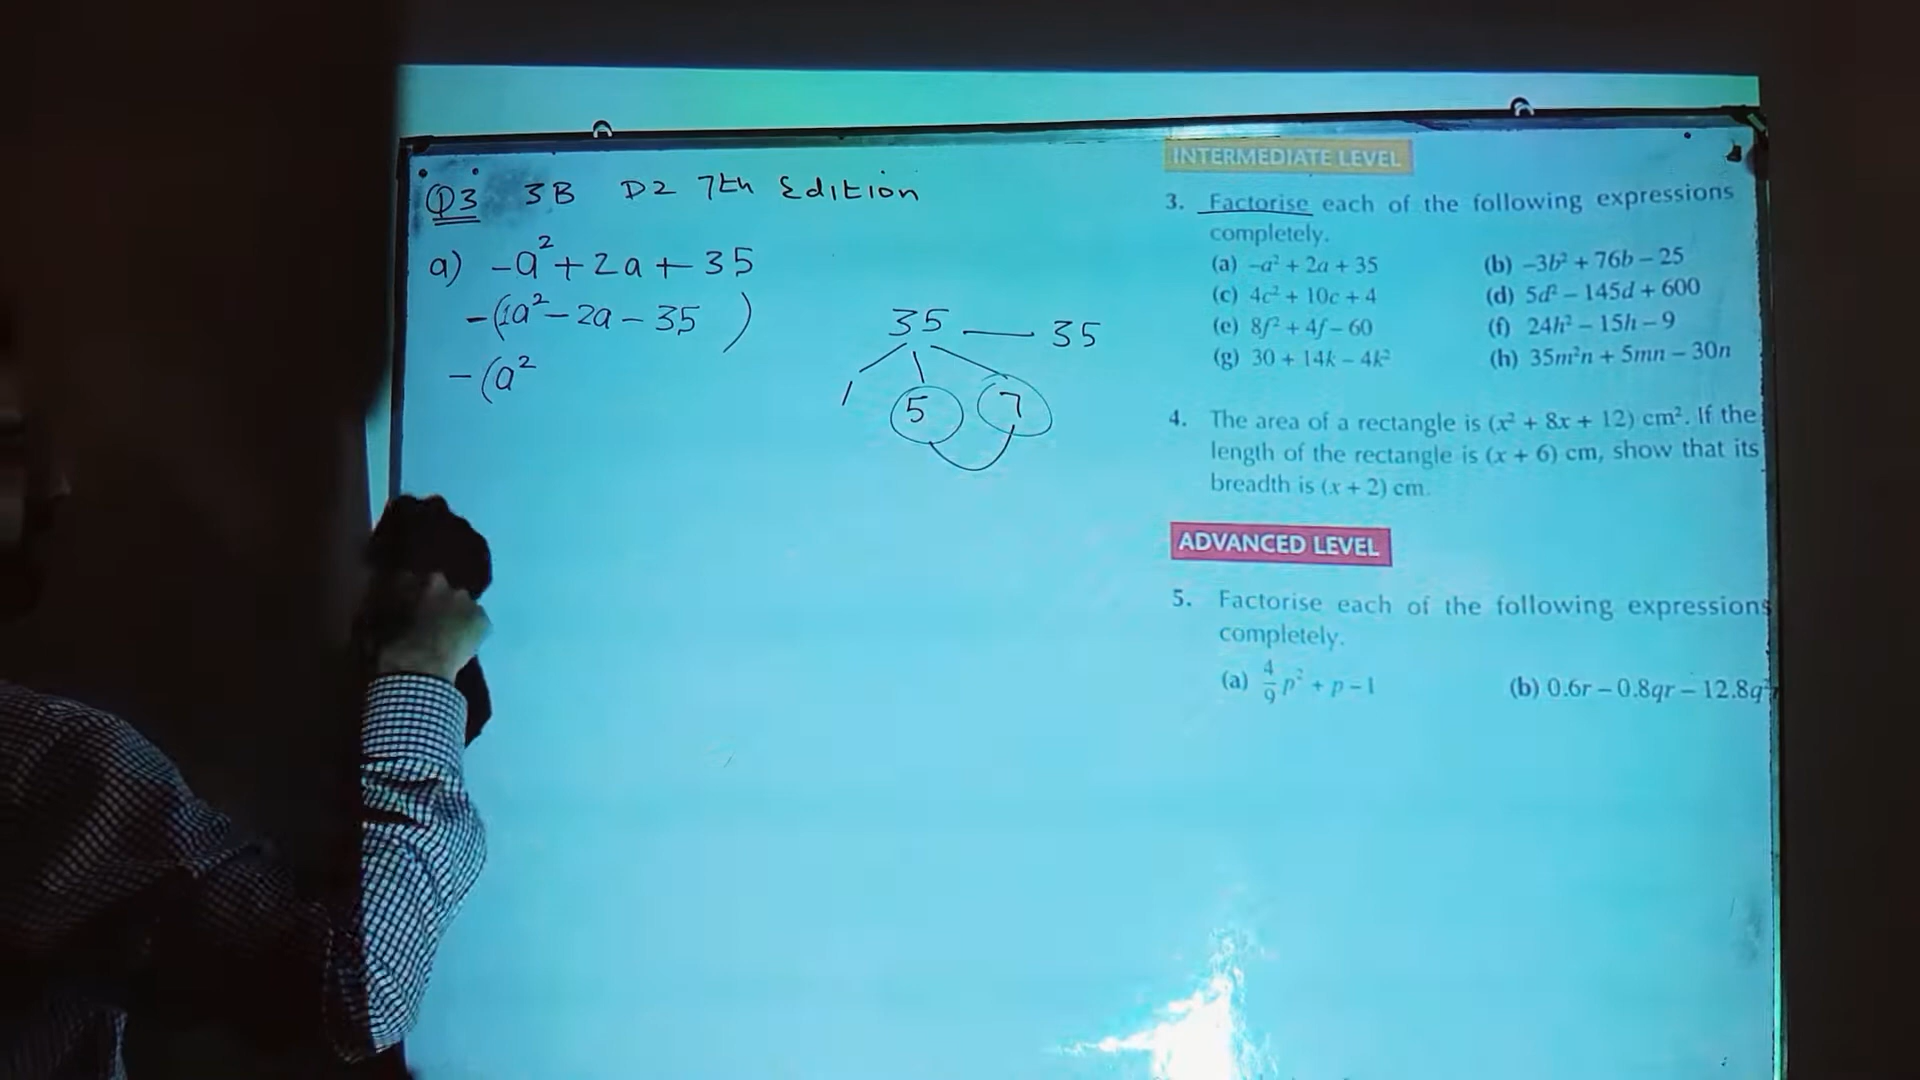 Q3 3B D2 7th Edition
a) -a² + 2a + 35
-(1a² - 2a - 35 )
-(a²
35 — 35
1 5 7
INTERMEDIATE LEVEL
3. Factorise each of the following expressions
completely.
(a) -a² + 2a + 35 (b) -3b² + 76b - 25
(c) 4c² + 10c + 4 (d) 5d² - 145d + 600
(e) 8f² + 4f - 60 (f) 24h² - 15h - 9
(g) 30 + 14k - 4k² (h) 35m²n + 5mn - 30n
4. The area of a rectangle is (x² + 8x + 12) cm². If the
length of the rectangle is (x + 6) cm, show that its
breadth is (x + 2) cm.
ADVANCED LEVEL
5. Factorise each of the following expressions
completely.
(a) 4/9 p² + p - 1 (b) 0.6r - 0.8qr - 12.8q²r